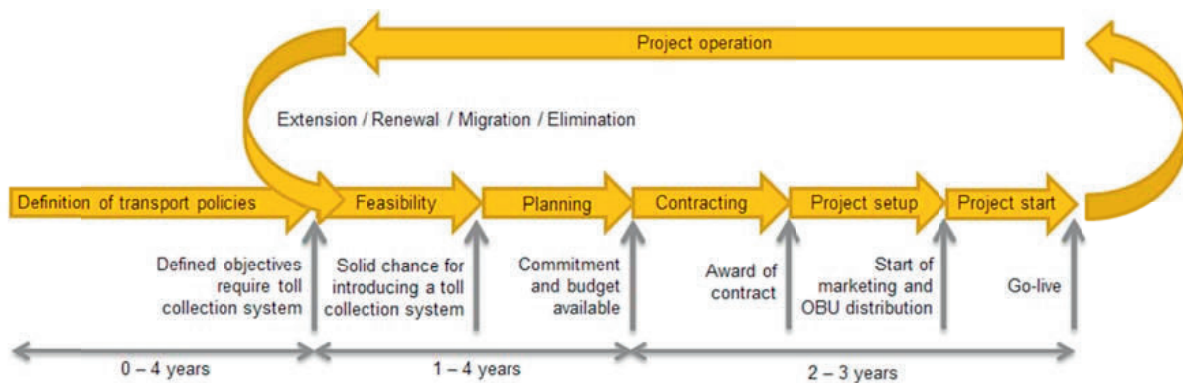 Project operation
Extension / Renewal / Migration / Elimination
Definition of transport policies
Feasibility
Planning
Contracting
Project setup
Project start
Defined objectives
require toll
collection system
Solid chance for
introducing a toll
collection system
Commitment
and budget
available
Award of
contract
Start of
marketing and
OBU distribution
Go-live
0 – 4 years
1 – 4 years
2 – 3 years